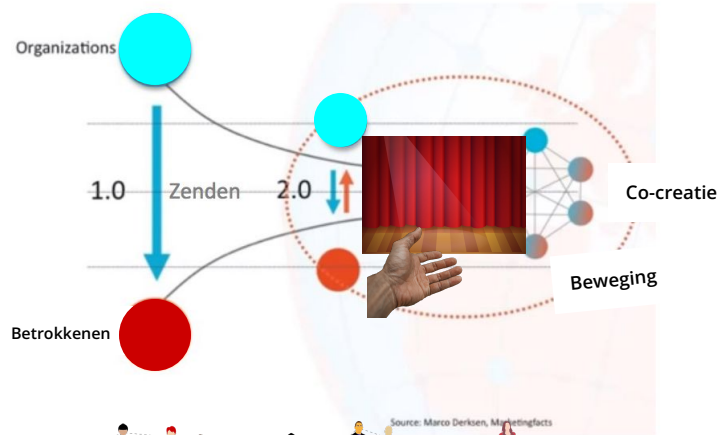 Organizations
1.0
Zenden
2.0
Co-creatie
Beweging
Betrokkenen
Source: Marco Derksen, Marketingfacts